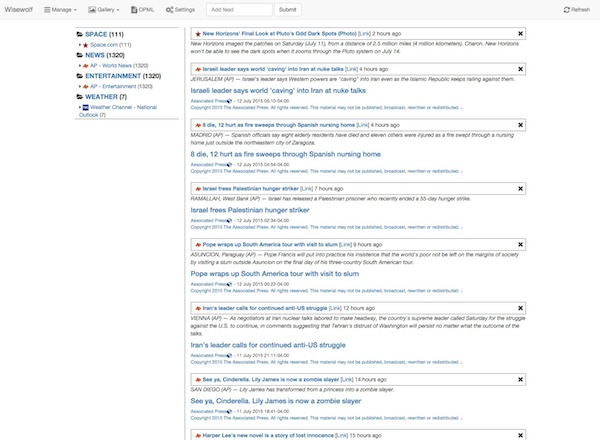 Wisewolf Manage Gallery OPML Settings Add feed Submit Refresh
SPACE (111)
Space.com (111)
NEWS (1320)
AP - World News (1320)
ENTERTAINMENT (1320)
AP - Entertainment (1320)
WEATHER (7)
Weather Channel - National
Outlook (7)
New Horizons' Final Look at Pluto's Odd Dark Spots (Photo) [Link] 2 hours ago
New Horizons imaged the patches on Saturday (July 11), from a distance of 2.5 million miles (4 million kilometers). Charon. New Horizons
won't be able to see the dark spots when it zooms through the Pluto system on July 14.
Israeli leader says world 'caving' into Iran at nuke talks [Link] 4 hours ago
JERUSALEM (AP) — Israel's leader says Western powers are "caving" into Iran even as the Islamic Republic keeps railing against them.
Israeli leader says world 'caving' into Iran at nuke talks
Associated Press - 12 July 2015 05:10-04:00
Copyright 2015 The Associated Press. All rights reserved. This material may not be published, broadcast, rewritten or redistributed...
8 die, 12 hurt as fire sweeps through Spanish nursing home [Link] 4 hours ago
MADRID (AP) — Spanish officials say eight elderly residents have died and eleven others were injured as a fire swept through a nursing
home just outside the northeastern city of Zaragoza.
8 die, 12 hurt as fire sweeps through Spanish nursing home
Associated Press - 12 July 2015 04:54-04:00
Copyright 2015 The Associated Press. All rights reserved. This material may not be published, broadcast, rewritten or redistributed...
Israel frees Palestinian hunger striker [Link] 7 hours ago
RAMALLAH, West Bank (AP) — Israel has released a Palestinian prisoner who recently ended a 55-day hunger strike.
Israel frees Palestinian hunger striker
Associated Press - 12 July 2015 02:34-04:00
Copyright 2015 The Associated Press. All rights reserved. This material may not be published, broadcast, rewritten or redistributed...
Pope wraps up South America tour with visit to slum [Link] 9 hours ago
ASUNCION, Paraguay (AP) — Pope Francis will put into practice his insistence that the world's poor not be left on the margins of society
by visiting a slum outside Asuncion on the final day of his three-country South American tour.
Pope wraps up South America tour with visit to slum
Associated Press - 12 July 2015 00:22-04:00
Copyright 2015 The Associated Press. All rights reserved. This material may not be published, broadcast, rewritten or redistributed...
Iran's leader calls for continued anti-US struggle [Link] 12 hours ago
VIENNA (AP) — As negotiators at Iran nuclear talks labored to make headway, the country's supreme leader called Saturday for the struggle
against the U.S. to continue, in comments suggesting that Tehran's distrust of Washington will persist no matter what the outcome of the
talks.
Iran's leader calls for continued anti-US struggle
Associated Press - 11 July 2015 21:11-04:00
Copyright 2015 The Associated Press. All rights reserved. This material may not be published, broadcast, rewritten or redistributed...
See ya, Cinderella. Lily James is now a zombie slayer [Link] 14 hours ago
SAN DIEGO (AP) — Lily James has transformed from a princess into a zombie slayer.
See ya, Cinderella. Lily James is now a zombie slayer
Associated Press - 11 July 2015 18:41-04:00
Copyright 2015 The Associated Press. All rights reserved. This material may not be published, broadcast, rewritten or redistributed...
Harper Lee's new novel is a story of lost innocence [Link] 15 hours ago